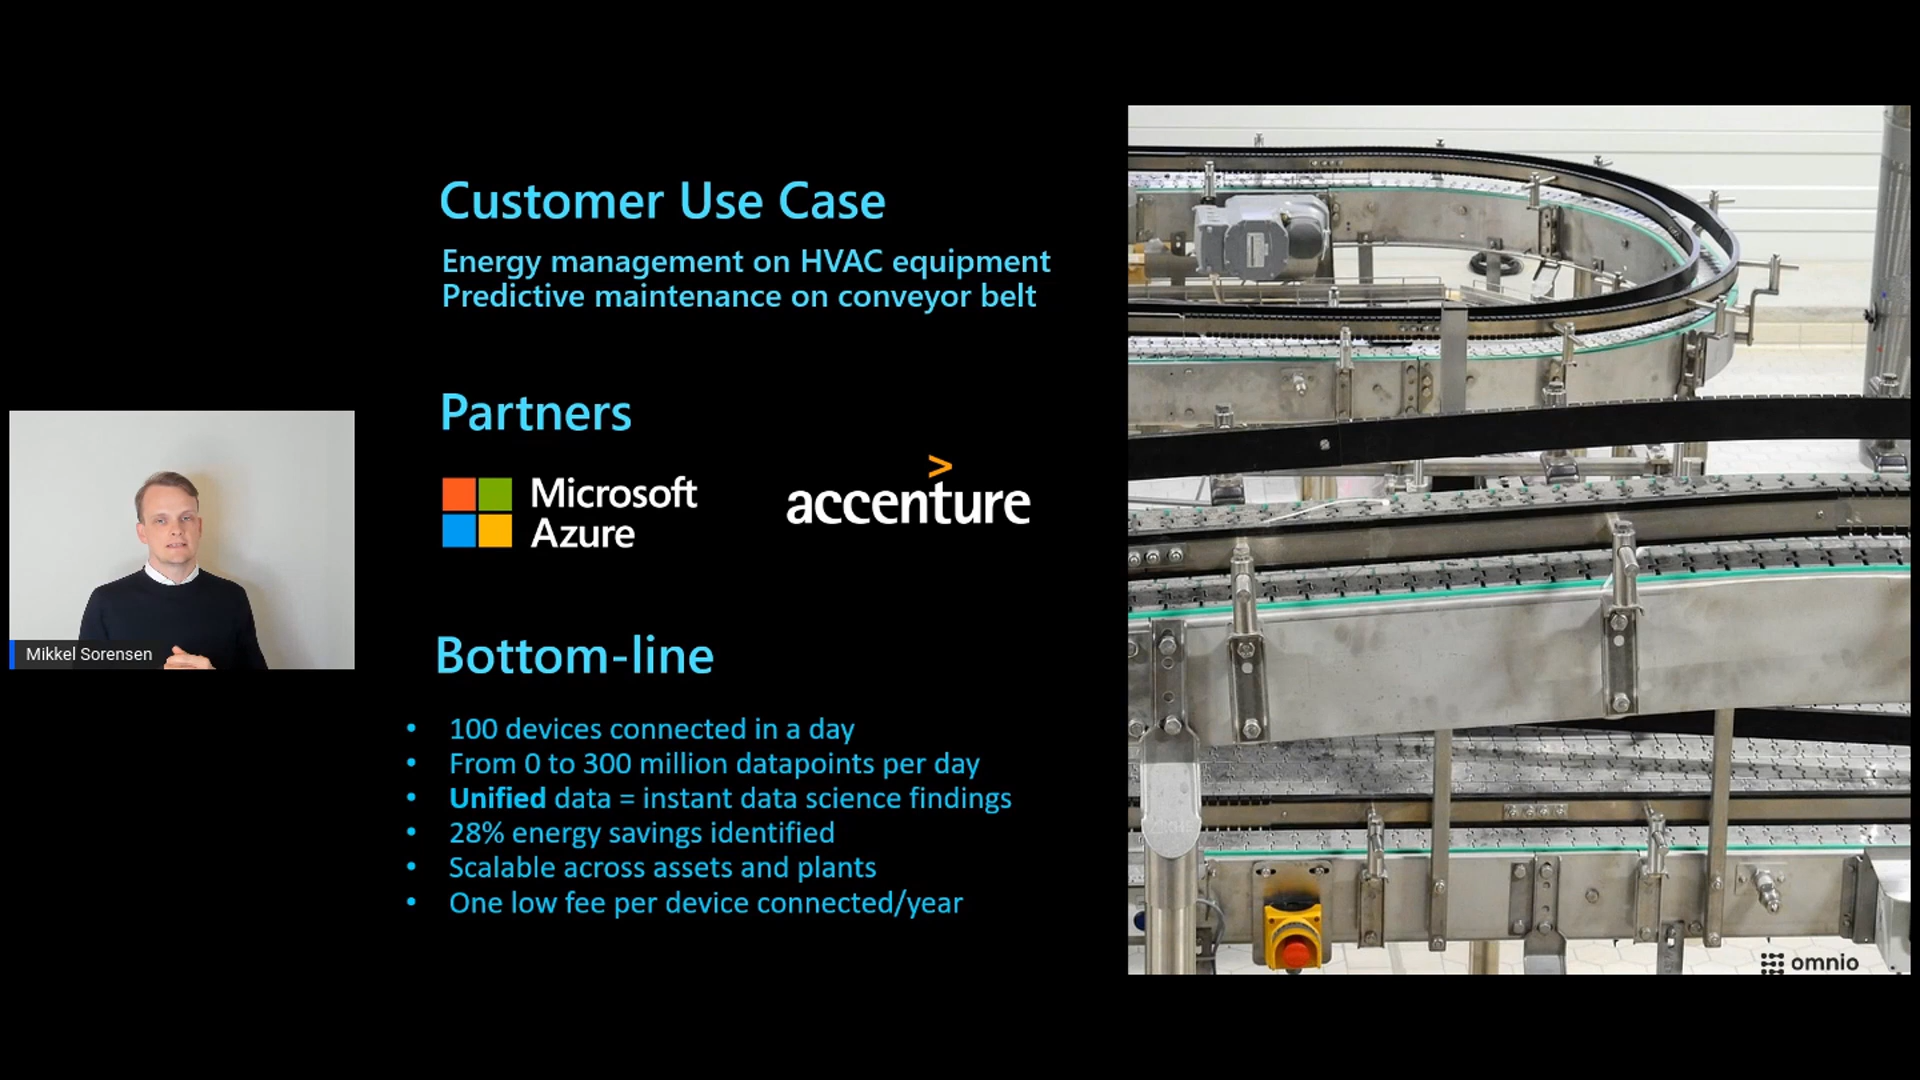 Customer Use Case
Energy management on HVAC equipment
Predictive maintenance on conveyor belt
Partners
Microsoft
Azure
>
accenture
Bottom-line
• 100 devices connected in a day
• From 0 to 300 million datapoints per day
• Unified data = instant data science findings
• 28% energy savings identified
• Scalable across assets and plants
• One low fee per device connected/year
Mikkel Sorensen
omnio